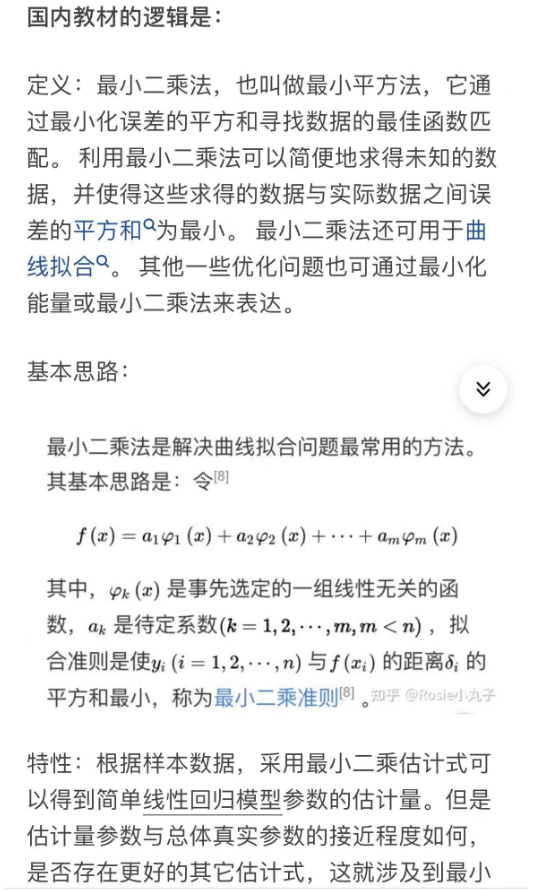 国内教材的逻辑是：
定义：最小二乘法，也叫做最小平方法，它通
过最小化误差的平方和寻找数据的最佳函数匹
配。 利用最小二乘法可以简便地求得未知的数
据，并使得这些求得的数据与实际数据之间误
差的平方和为最小。 最小二乘法还可用于曲
线拟合。 其他一些优化问题也可通过最小化
能量或最小二乘法来表达。
基本思路：
最小二乘法是解决曲线拟合问题最常用的方法。
其基本思路是：令[8]
f (x) = a₁φ₁ (x) + a₂φ₂ (x) + ··· + aₘφₘ (x)
其中，φₖ (x) 是事先选定的一组线性无关的函
数，aₖ 是待定系数(k = 1, 2, ···, m, m < n) ，拟
合准则是使yᵢ (i = 1, 2, ···, n) 与f (xᵢ) 的距离δᵢ 的
平方和最小，称为最小二乘准则[8] 。
知乎 @Rosie小丸子
特性：根据样本数据，采用最小二乘估计式可
以得到简单线性回归模型参数的估计量。但是
估计量参数与总体真实参数的接近程度如何，
是否存在更好的其它估计式，这就涉及到最小